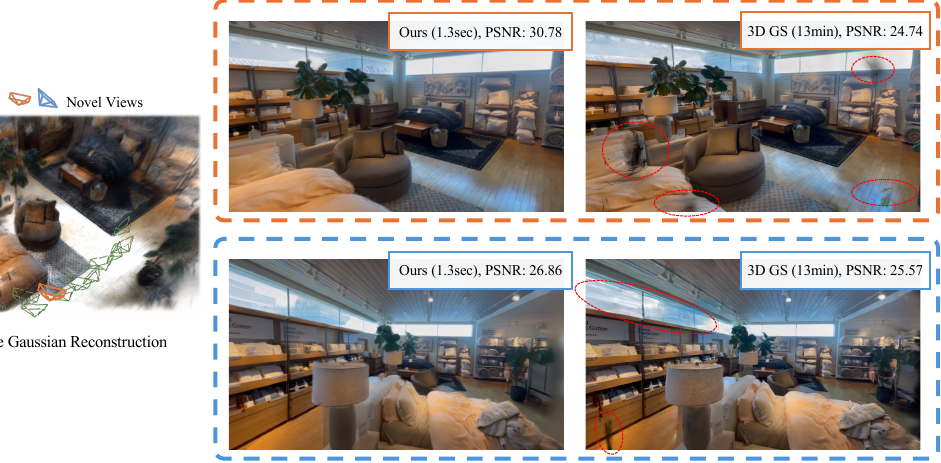 Novel Views
e Gaussian Reconstruction
Ours (1.3sec), PSNR: 30.78
3D GS (13min), PSNR: 24.74
Ours (1.3sec), PSNR: 26.86
3D GS (13min), PSNR: 25.57
Cotton